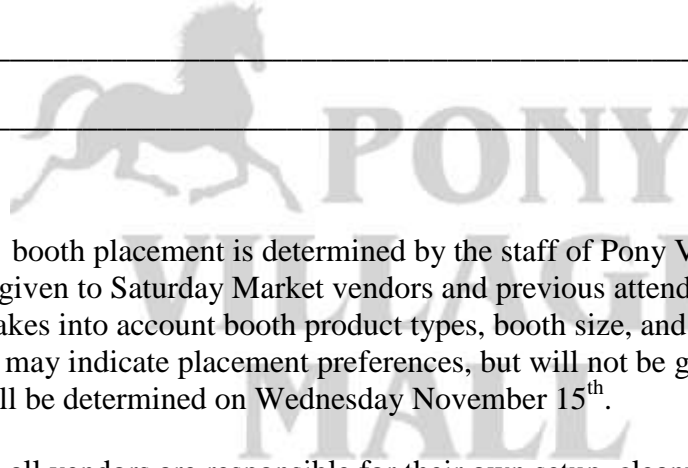 PONY
booth placement is determined by the staff of Pony V
VILLAGE
given to Saturday Market vendors and previous attend
akes into account booth product types, booth size, and
may indicate placement preferences, but will not be g
ll be determined on Wednesday November 15th.
MALL
all vendors are responsible for their own setup